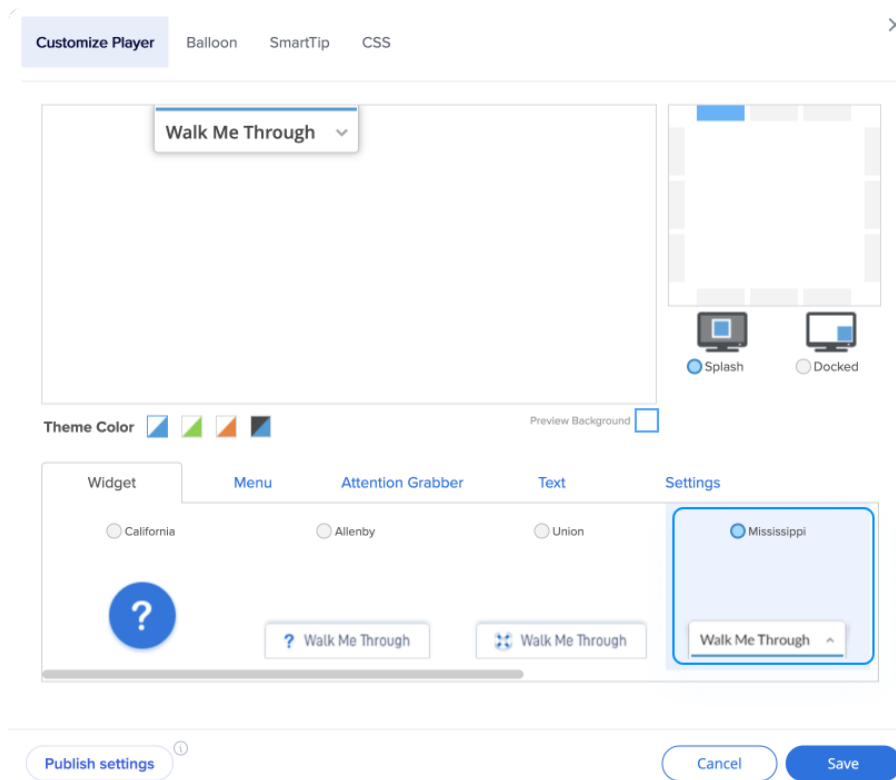 Customize Player Balloon SmartTip CSS
Walk Me Through
Splash Docked
Theme Color Preview Background
Widget Menu Attention Grabber Text Settings
California Allenby Union Mississippi
?
? Walk Me Through Walk Me Through Walk Me Through
Publish settings i Cancel Save